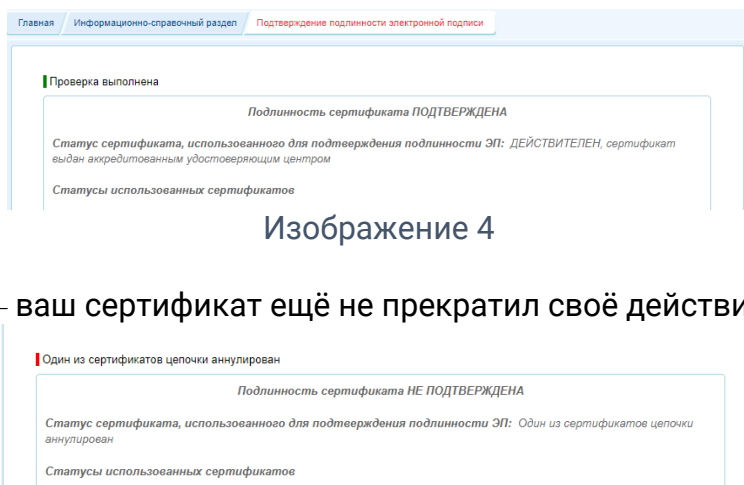 Главная Информационно-справочный раздел Подтверждение подлинности электронной подписи
Проверка выполнена
Подлинность сертификата ПОДТВЕРЖДЕНА
Статус сертификата, использованного для подтверждения подлинности ЭП: ДЕЙСТВИТЕЛЕН, сертификат
выдан аккредитованным удостоверяющим центром
Статусы использованных сертификатов
Изображение 4
– ваш сертификат ещё не прекратил своё действи
Один из сертификатов цепочки аннулирован
Подлинность сертификата НЕ ПОДТВЕРЖДЕНА
Статус сертификата, использованного для подтверждения подлинности ЭП: Один из сертификатов цепочки
аннулирован
Статусы использованных сертификатов